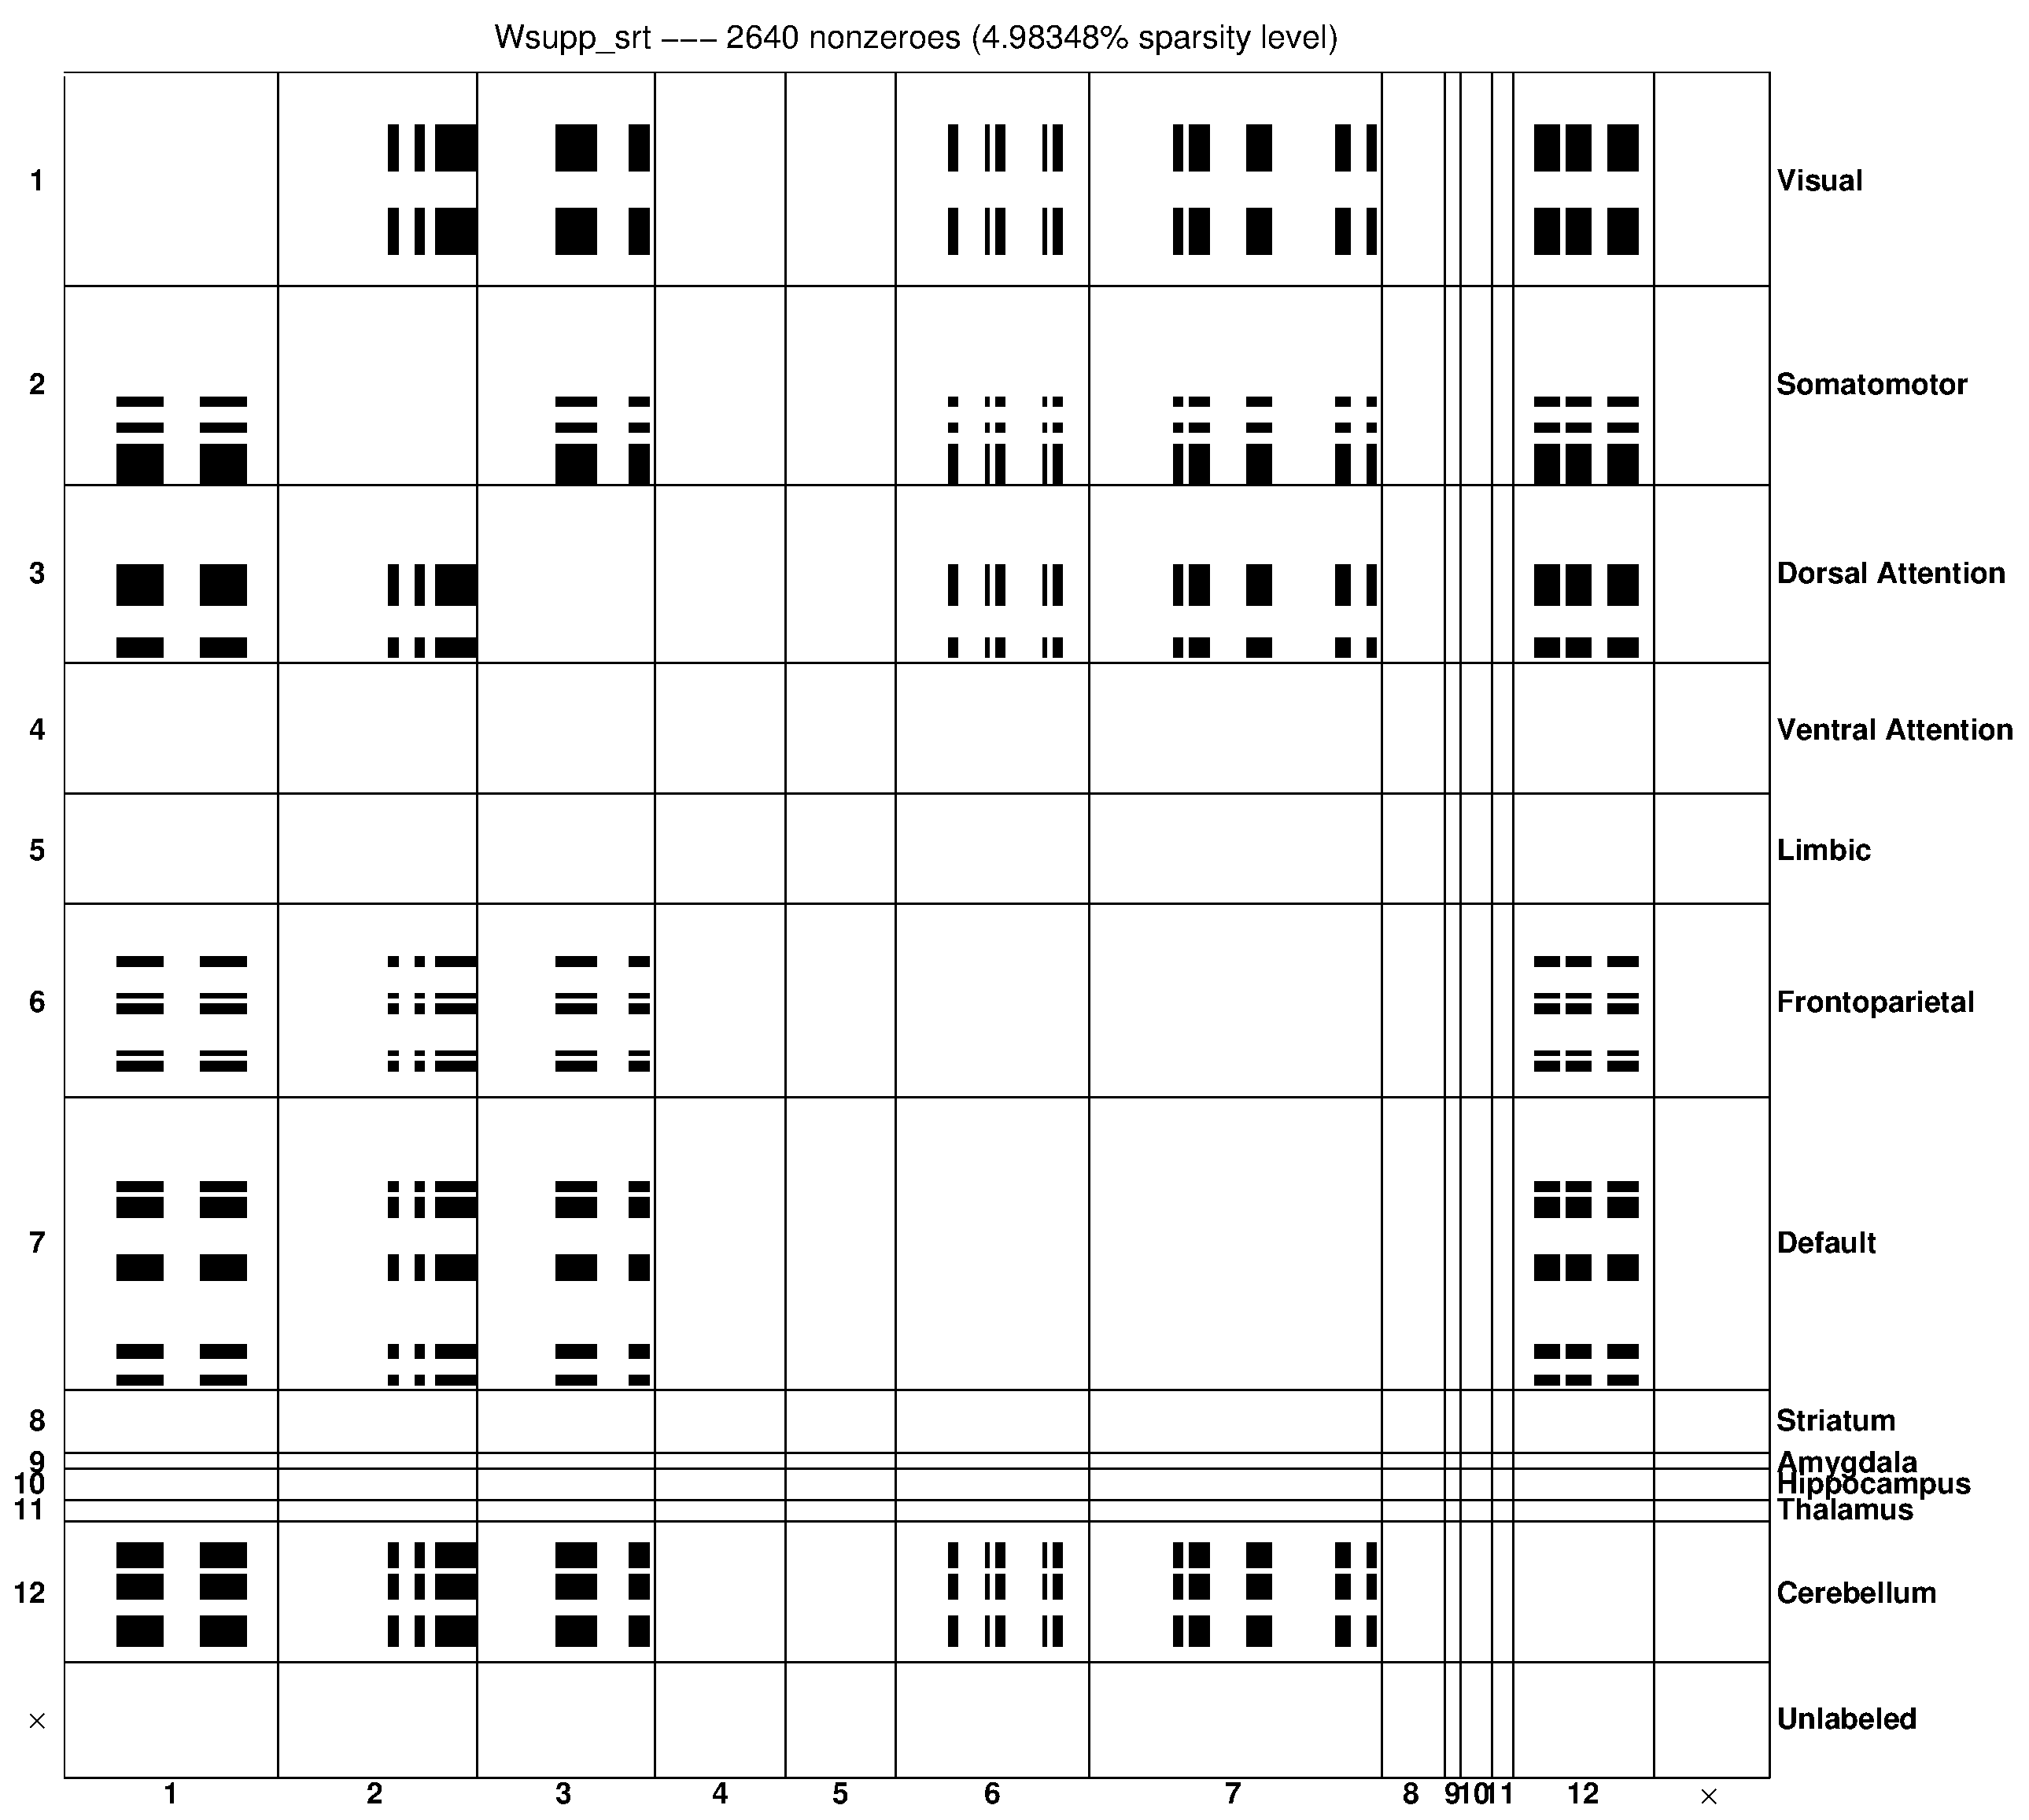 Wsupp_srt −−− 2640 nonzeroes (4.98348% sparsity level)
1 Visual
2 Somatomotor
3 Dorsal Attention
4 Ventral Attention
5 Limbic
6 Frontoparietal
7 Default
8 Striatum
9 Amygdala
10 Hippocampus
11 Thalamus
12 Cerebellum
× Unlabeled
1 2 3 4 5 6 7 8 9 10 11 12 ×